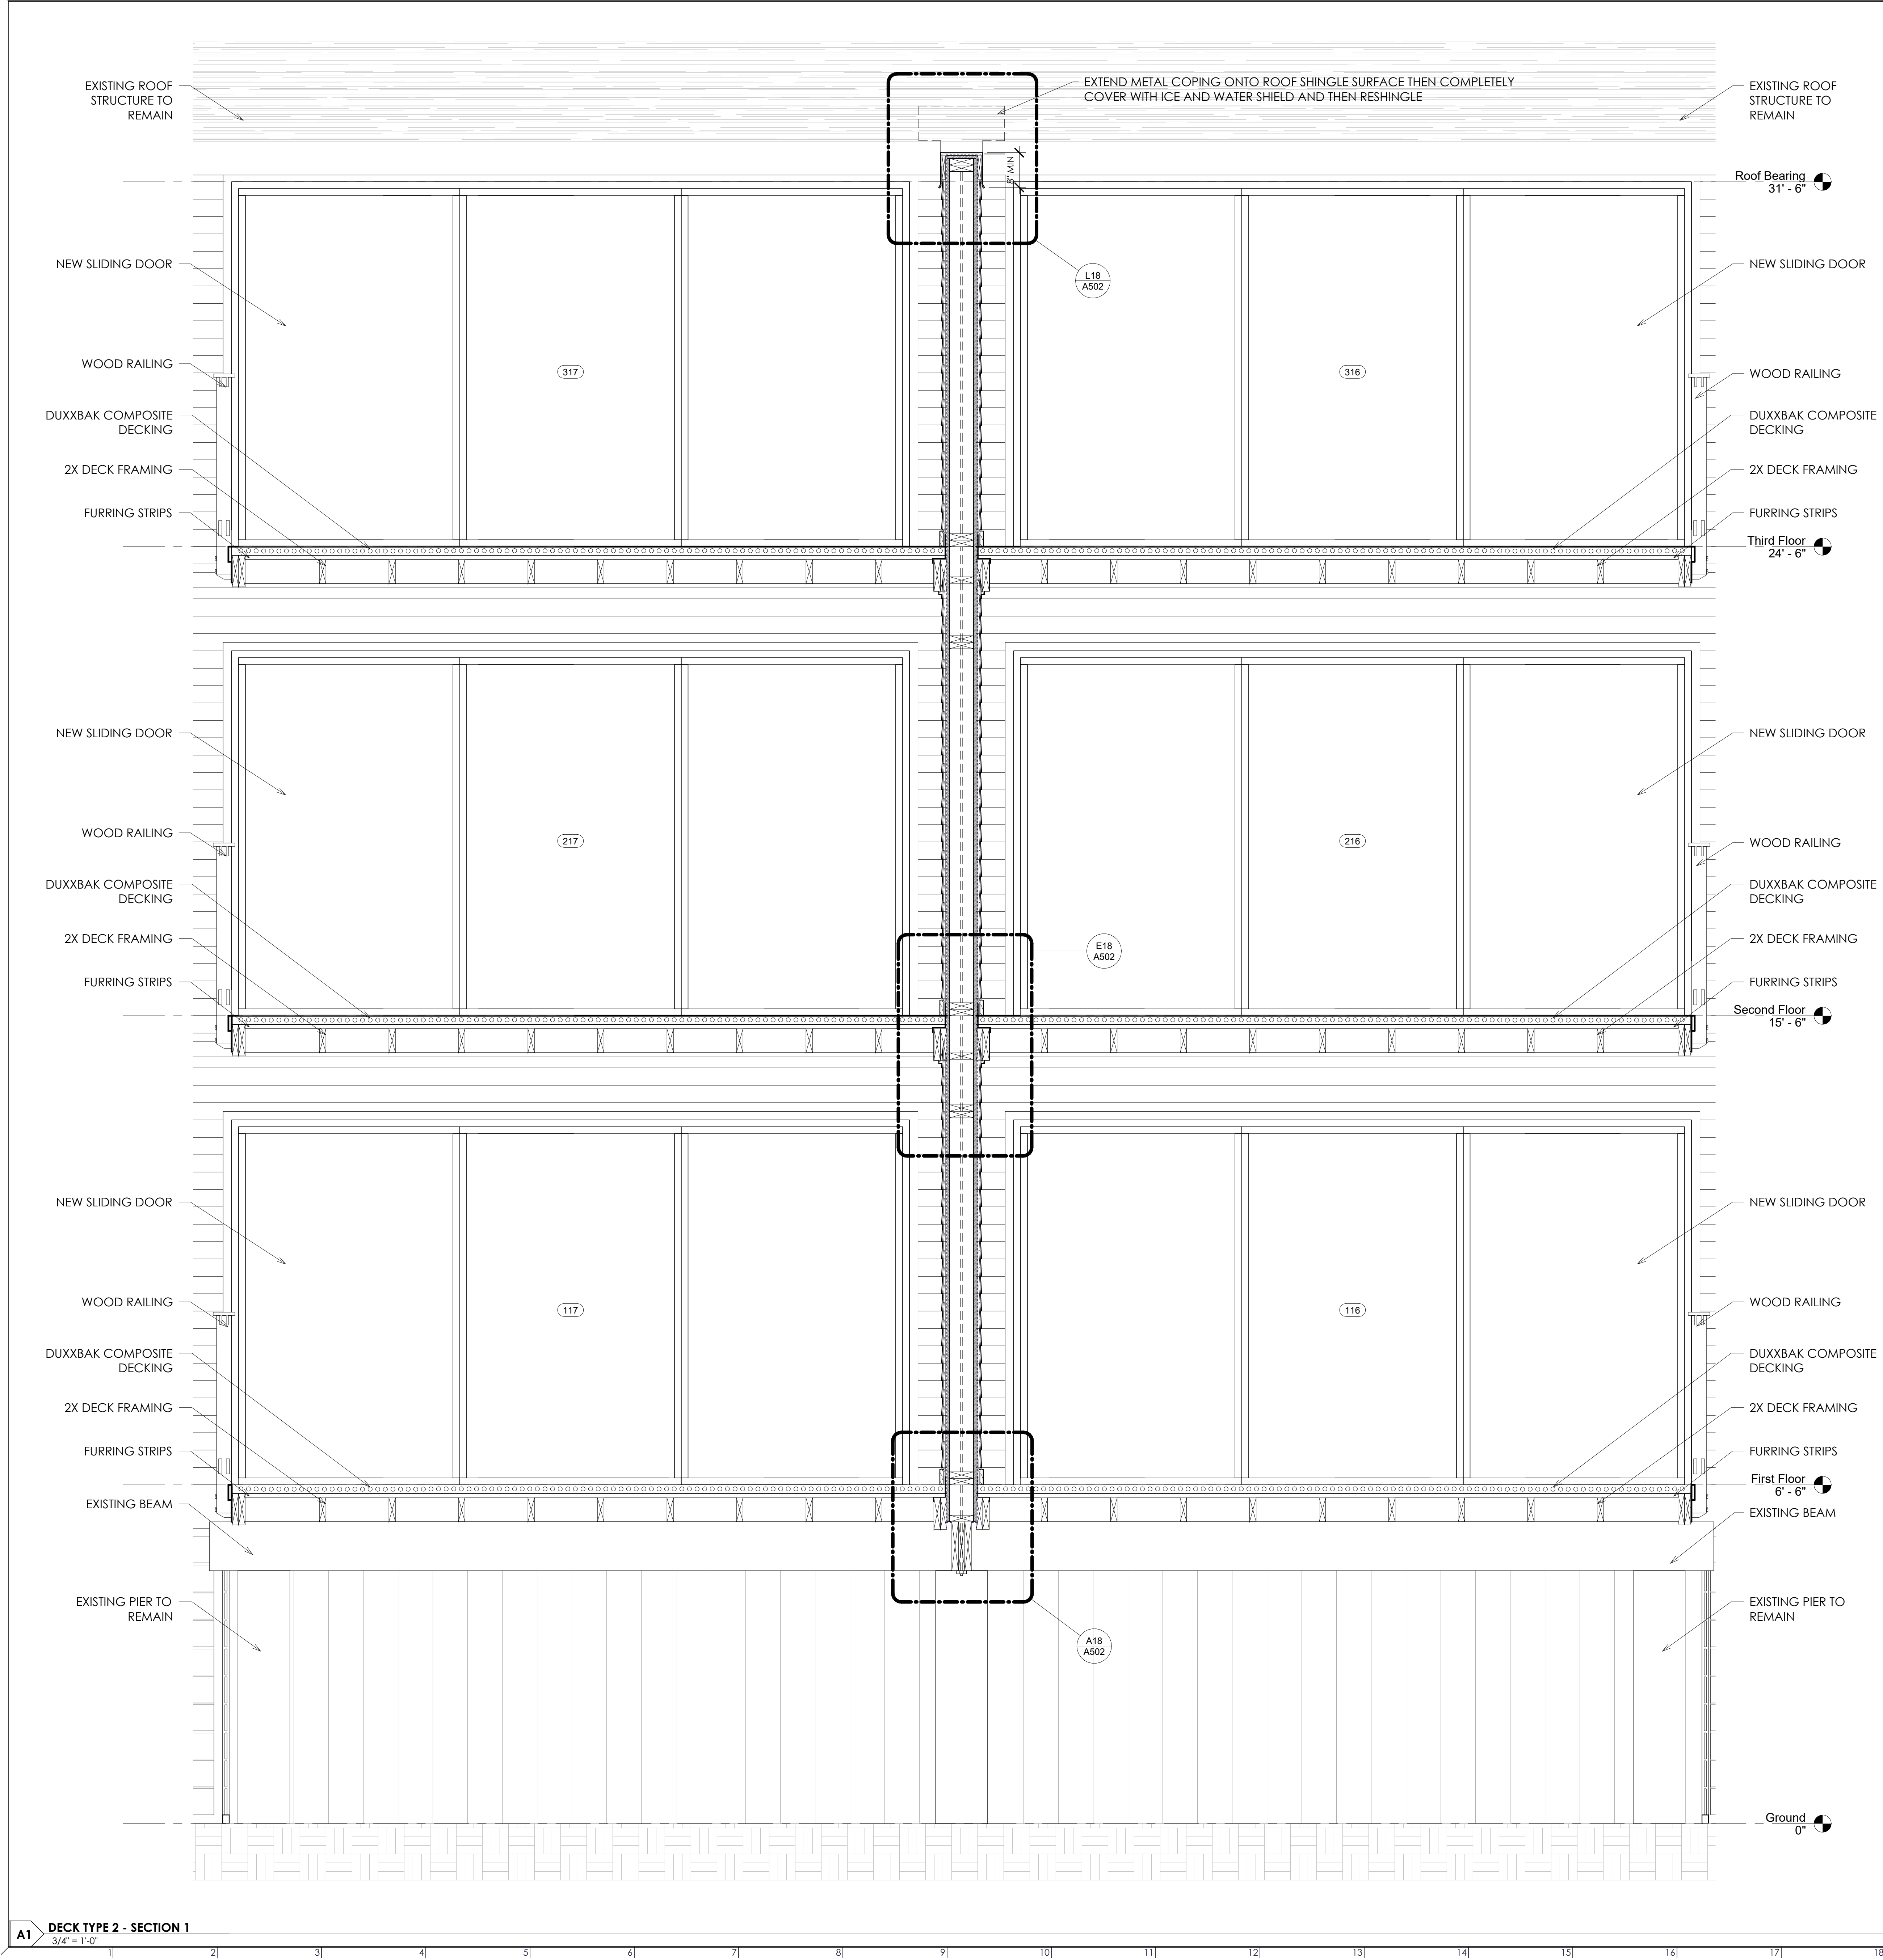 EXISTING ROOF
STRUCTURE TO
REMAIN
EXTEND METAL COPING ONTO ROOF SHINGLE SURFACE THEN COMPLETELY
COVER WITH ICE AND WATER SHIELD AND THEN RESHINGLE
EXISTING ROOF
STRUCTURE TO
REMAIN
8" MIN
Roof Bearing
31' - 6"
NEW SLIDING DOOR
L18
A502
NEW SLIDING DOOR
WOOD RAILING
317
316
WOOD RAILING
DUXXBAK COMPOSITE
DECKING
DUXXBAK COMPOSITE
DECKING
2X DECK FRAMING
2X DECK FRAMING
FURRING STRIPS
FURRING STRIPS
Third Floor
24' - 6"
NEW SLIDING DOOR
NEW SLIDING DOOR
WOOD RAILING
217
216
WOOD RAILING
DUXXBAK COMPOSITE
DECKING
DUXXBAK COMPOSITE
DECKING
2X DECK FRAMING
E18
A502
2X DECK FRAMING
FURRING STRIPS
FURRING STRIPS
Second Floor
15' - 6"
NEW SLIDING DOOR
NEW SLIDING DOOR
WOOD RAILING
117
116
WOOD RAILING
DUXXBAK COMPOSITE
DECKING
DUXXBAK COMPOSITE
DECKING
2X DECK FRAMING
2X DECK FRAMING
FURRING STRIPS
FURRING STRIPS
First Floor
6' - 6"
EXISTING BEAM
EXISTING BEAM
EXISTING PIER TO
REMAIN
EXISTING PIER TO
REMAIN
A18
A502
Ground
0"
A1
DECK TYPE 2 - SECTION 1
3/4" = 1'-0"
1 2 3 4 5 6 7 8 9 10 11 12 13 14 15 16 17 18